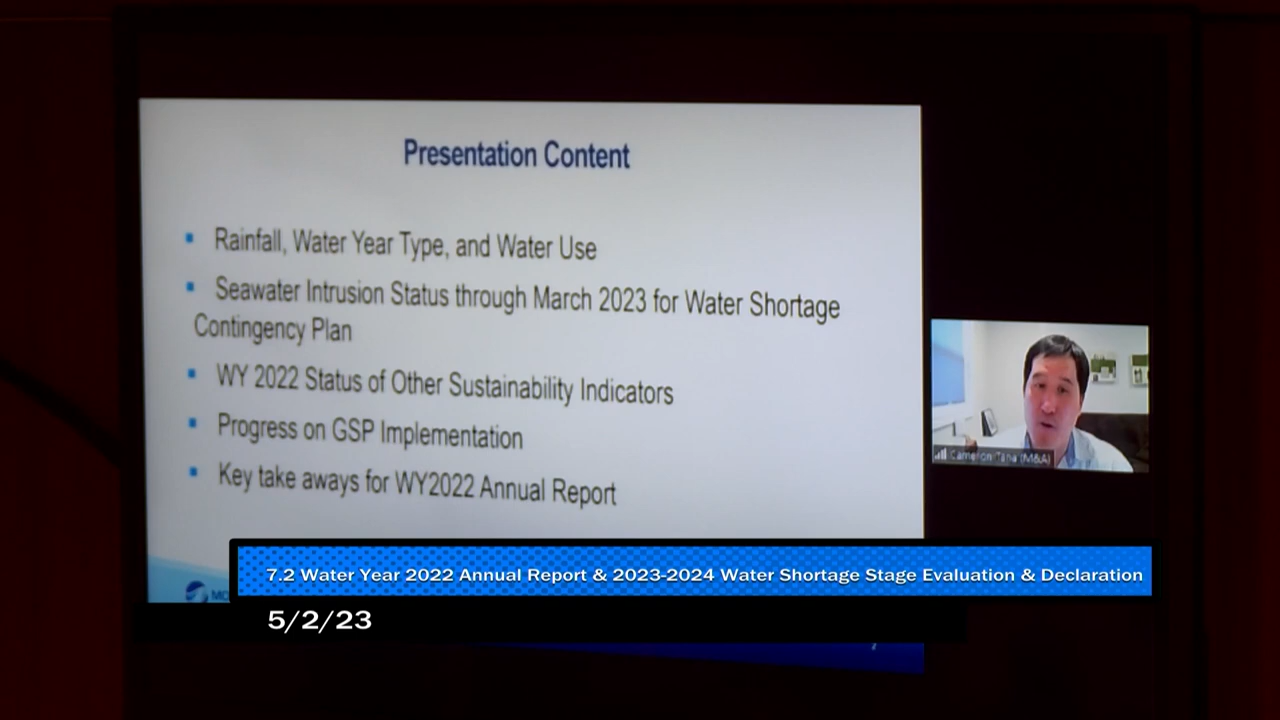 Presentation Content
Rainfall, Water Year Type, and Water Use
Seawater Intrusion Status through March 2023 for Water Shortage
Contingency Plan
WY 2022 Status of Other Sustainability Indicators
Progress on GSP Implementation
Key take aways for WY2022 Annual Report
Cameron Tana (M&A)
7.2 Water Year 2022 Annual Report & 2023-2024 Water Shortage Stage Evaluation & Declaration
5/2/23